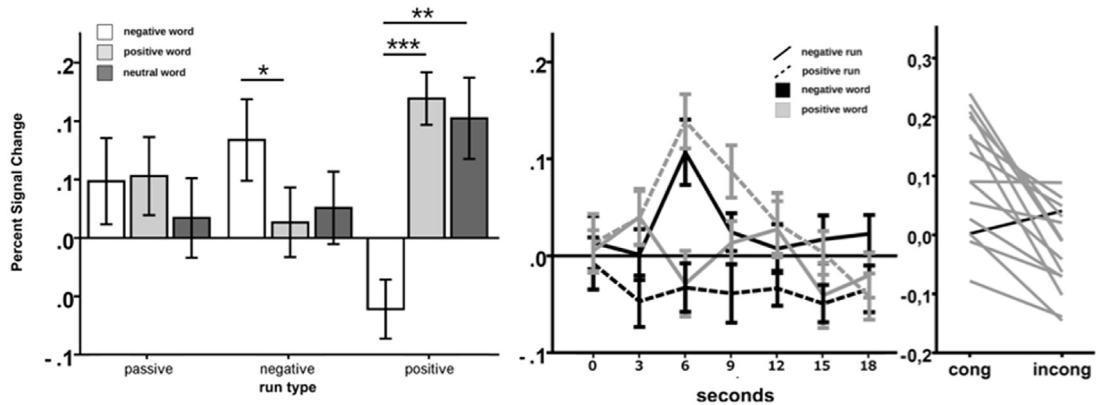 negative word
positive word
neutral word
Percent Signal Change
.2
.1
.1
.0
.0
- .1
*
***
**
passive negative positive
run type
.2
.1
.0
-.1
negative run
positive run
negative word
positive word
0 3 6 9 12 15 18
seconds
0,3
0,2
0,1
0,0
-0,1
-0,2
cong incong